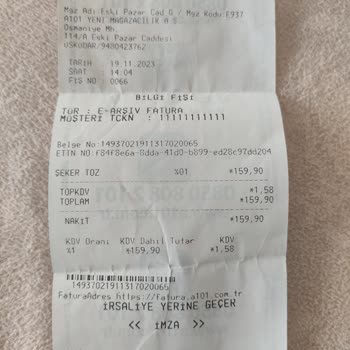 Maz Adı Eski Pazar Cad G / Mgz Kodu:E937
A101 YENİ MAĞAZACILIK A.Ş.
Osmaniye Mh.
114/A Eski Pazar Caddesi
ÜSKÜDAR/9480423762
TARİH : 19.11.2023
SAAT : 14:04
FİŞ NO : 0066
BİLGİ FİŞİ
TÜR : E-ARŞİV FATURA
MÜŞTERİ TCKN : 11111111111
Belge No:14937021911317020065
ETTN NO:f84f8e6a-8dda-41d0-b899-ed28c97dd204
ŞEKER TOZ %01 *159,90
TOPKDV *1,58
TOPLAM *159,90
NAKİT *159,90
KDV Oranı KDV Dahil Tutar KDV
%1 *159,90 *1,58
14937021911317020065
FaturaAdres https://fatura.a101.com.tr
İRSALİYE YERİNE GEÇER
<< İMZA >>